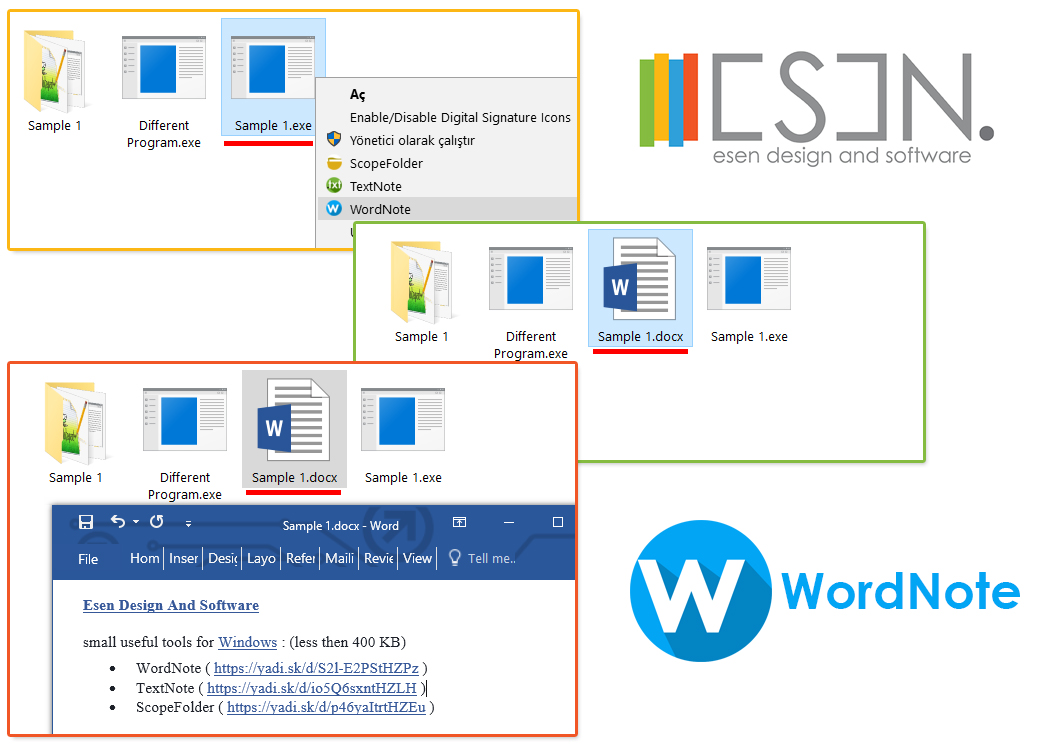 Sample 1
Different
Program.exe
Sample 1.exe
Aç
Enable/Disable Digital Signature Icons
Yönetici olarak çalıştır
ScopeFolder
txt
TextNote
W
WordNote
ESEN.
esen design and software
Sample 1
Different
Program.exe
W
Sample 1.docx
Sample 1.exe
Sample 1
Different
Program.exe
W
Sample 1.docx
Sample 1.exe
Sample 1.docx - Word
File Hom Inser Desig Layo Refer Maili Revie View Tell me..
Esen Design And Software
small useful tools for Windows : (less then 400 KB)
• WordNote ( https://yadi.sk/d/S2l-E2PStHZPz )
• TextNote ( https://yadi.sk/d/io5Q6sxntHZLH )
• ScopeFolder ( https://yadi.sk/d/p46yaItrtHZEu )
W WordNote